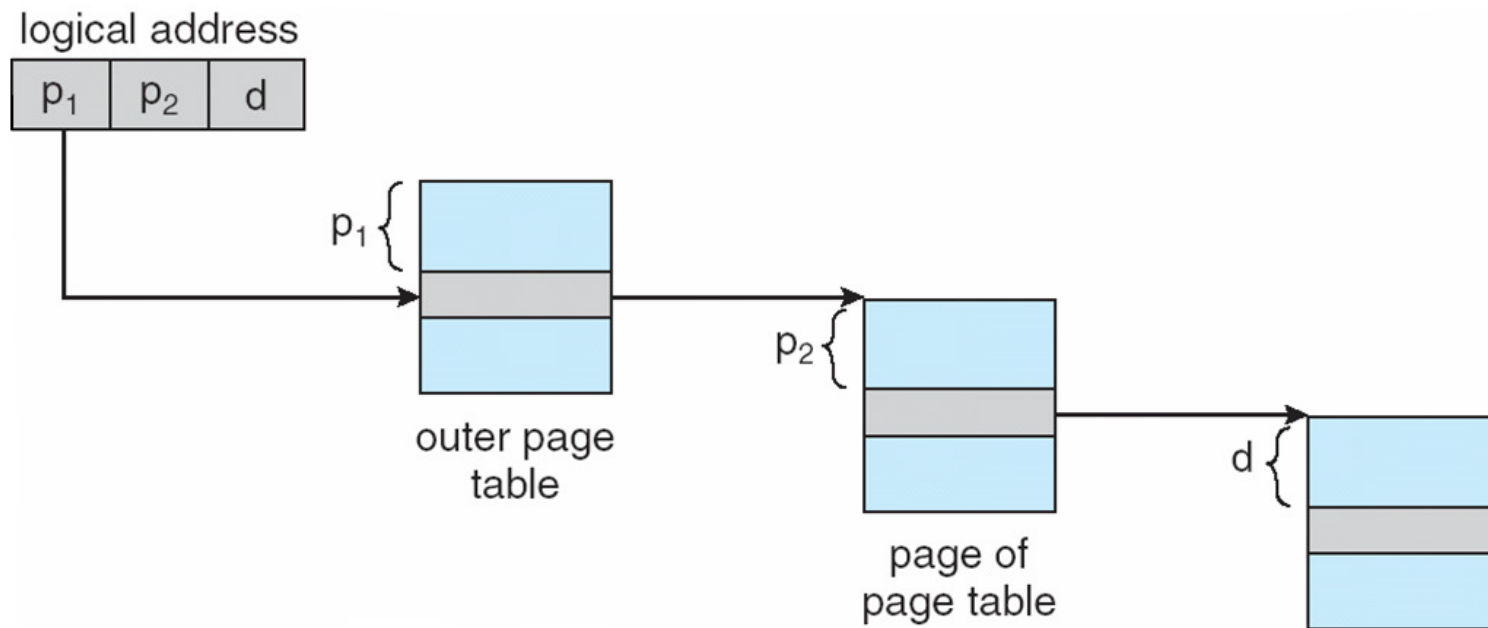 logical address
p₁ p₂ d
p₁
outer page
table
p₂
page of
page table
d